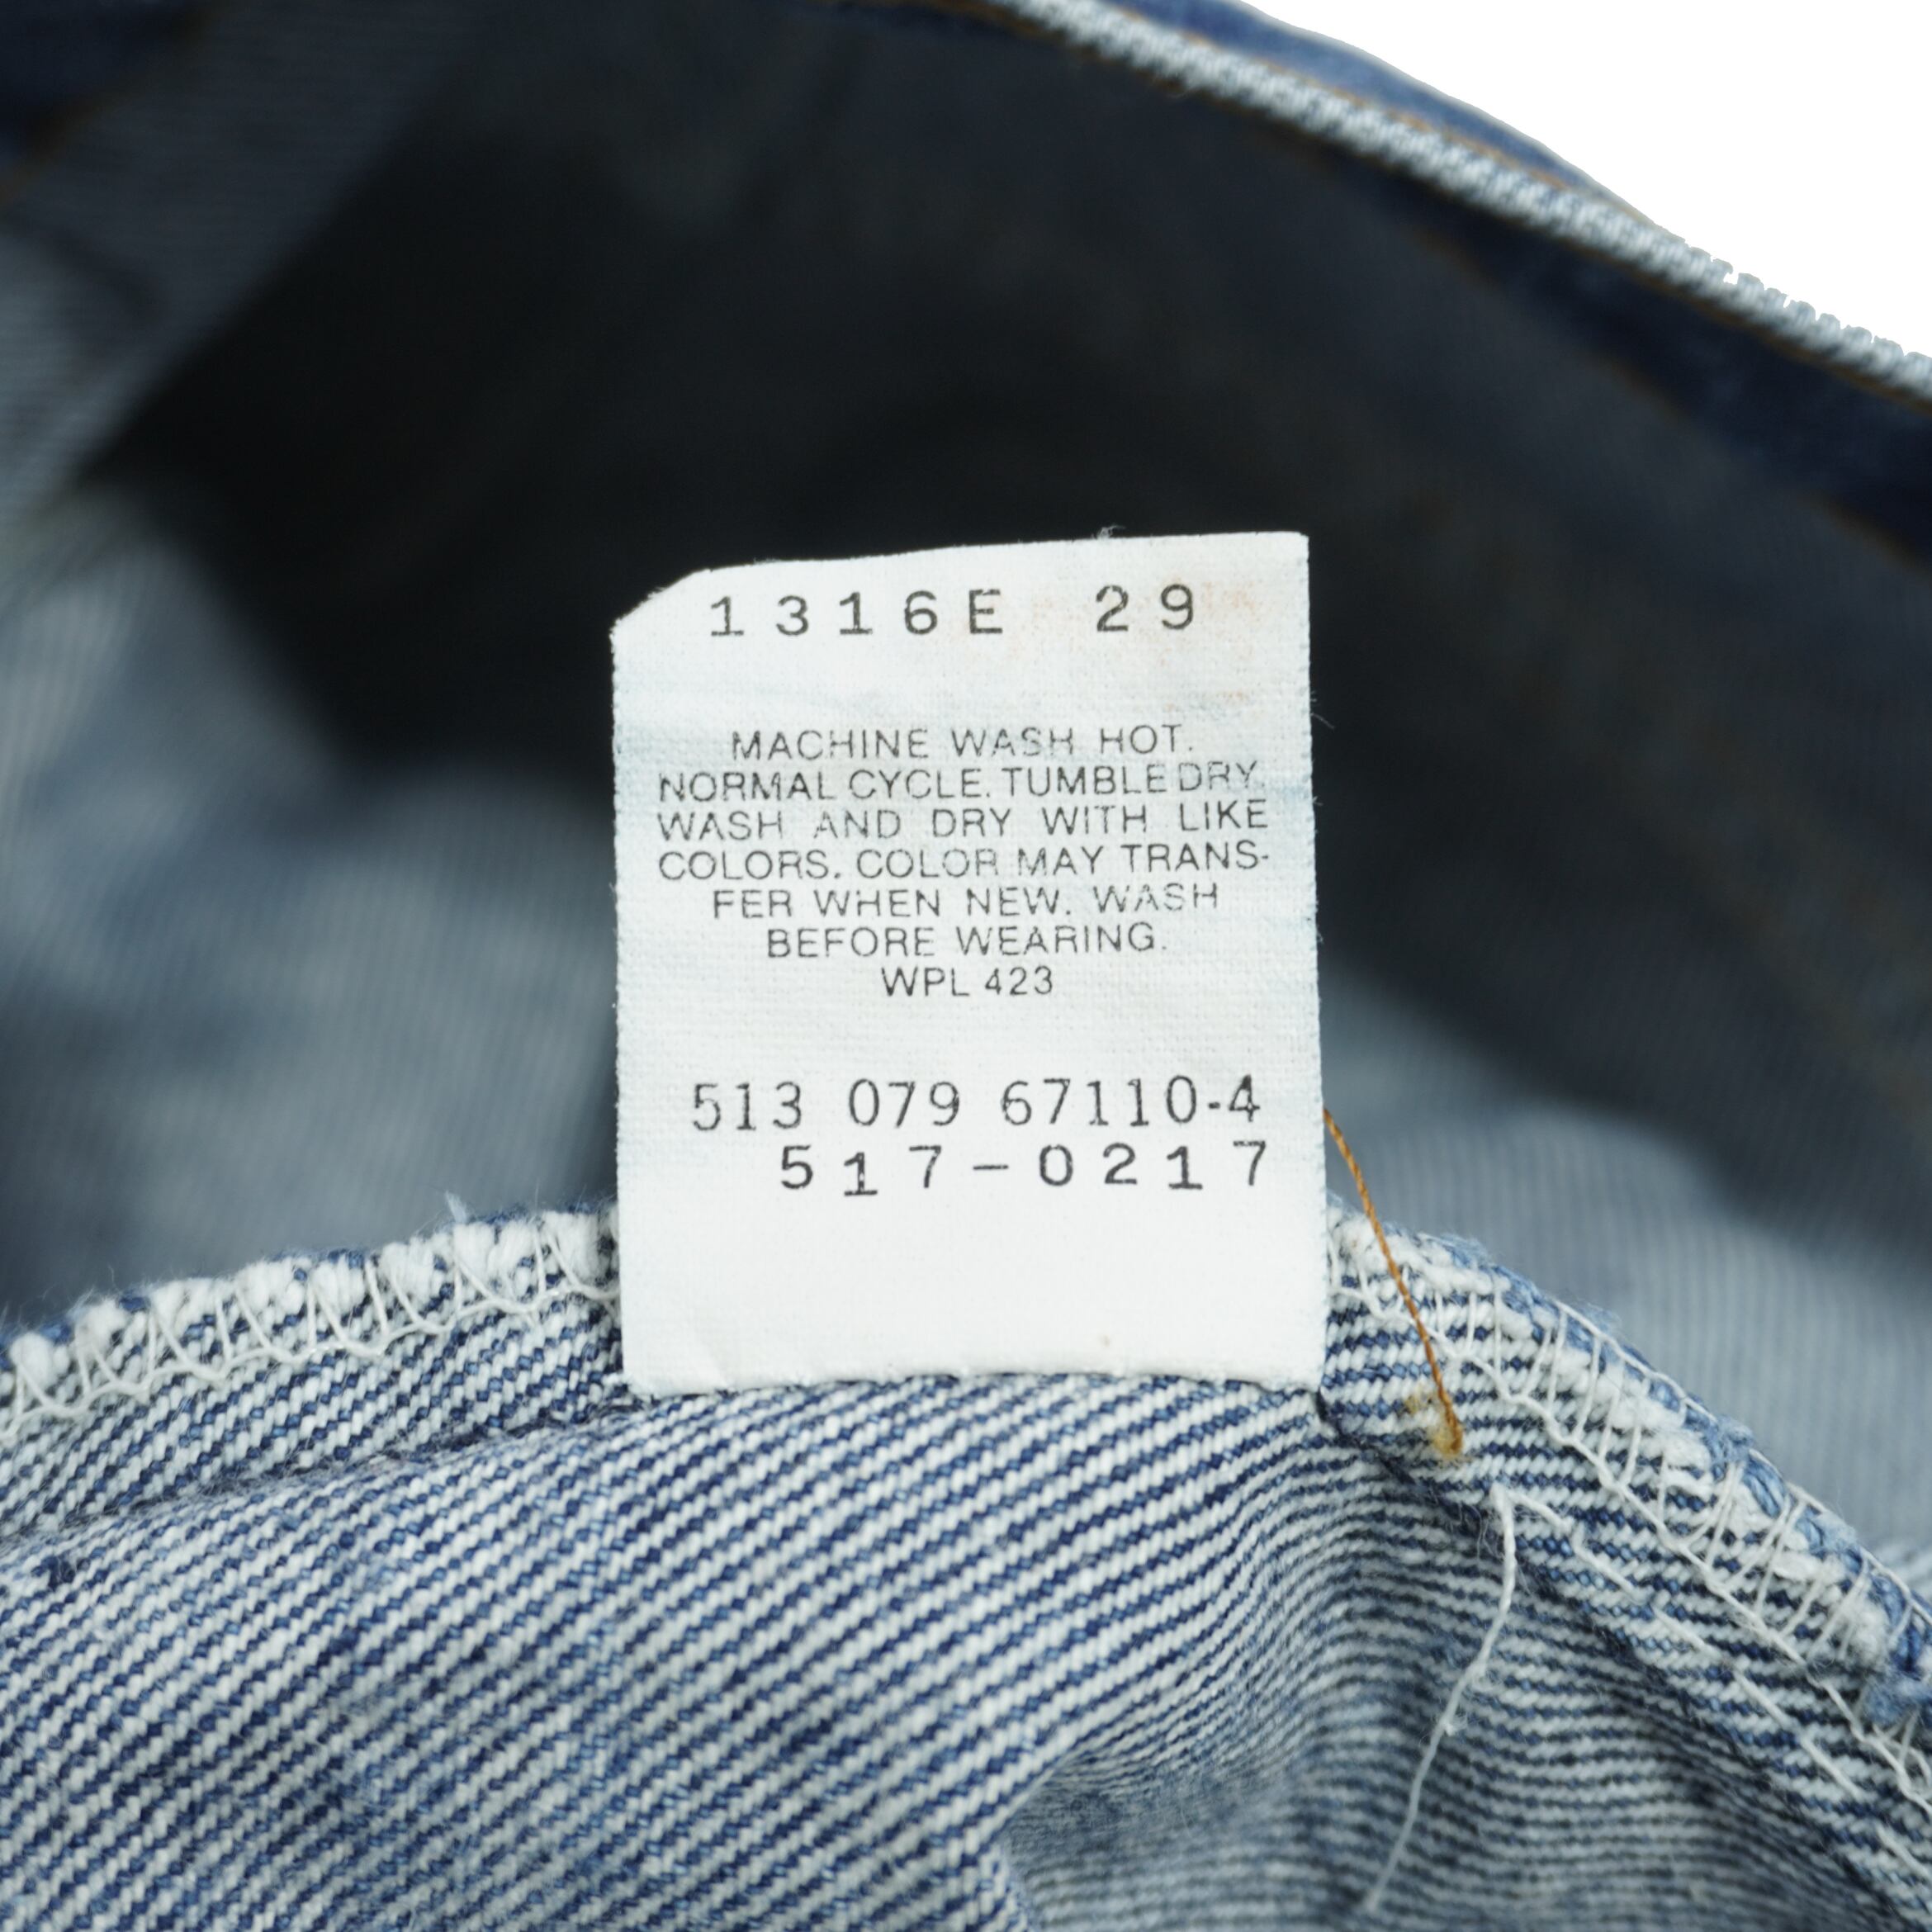 1316E 29
MACHINE WASH HOT.
NORMAL CYCLE. TUMBLE DRY.
WASH AND DRY WITH LIKE
COLORS. COLOR MAY TRANS-
FER WHEN NEW. WASH
BEFORE WEARING.
WPL 423
513 079 67110-4
517-0217